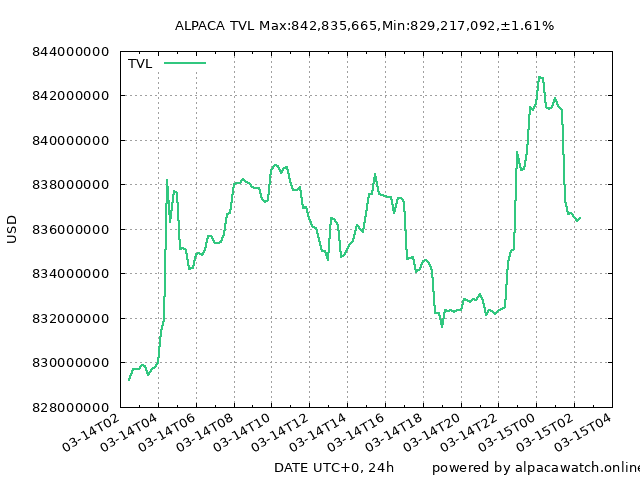 ALPACA TVL Max:842,835,665,Min:829,217,092,±1.61%
TVL
844000000
842000000
840000000
838000000
836000000
834000000
832000000
830000000
828000000
USD
03-14T02
03-14T04
03-14T06
03-14T08
03-14T10
03-14T12
03-14T14
03-14T16
03-14T18
03-14T20
03-14T22
03-15T00
03-15T02
03-15T04
DATE UTC+0, 24h
powered by alpacawatch.online